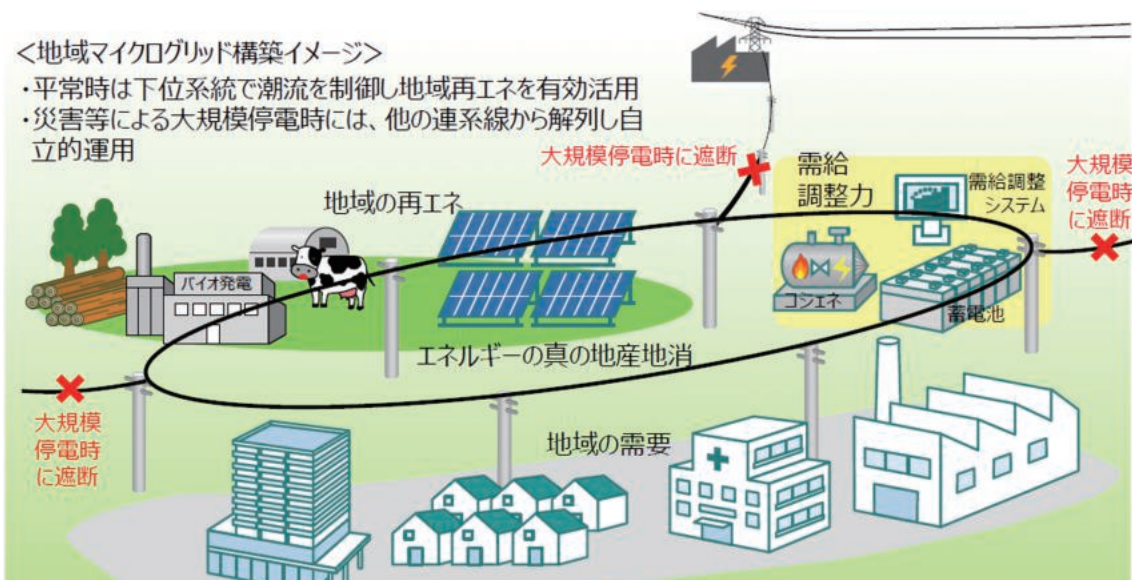 ＜地域マイクログリッド構築イメージ＞
・平常時は下位系統で潮流を制御し地域再エネを有効活用
・災害等による大規模停電時には、他の連系線から解列し自
立的運用
大規模停電時に遮断
需給
調整力
需給調整
システム
大規模
停電時
に遮断
地域の再エネ
バイオ発電
コジェネ
蓄電池
エネルギーの真の地産地消
大規模
停電時
に遮断
地域の需要